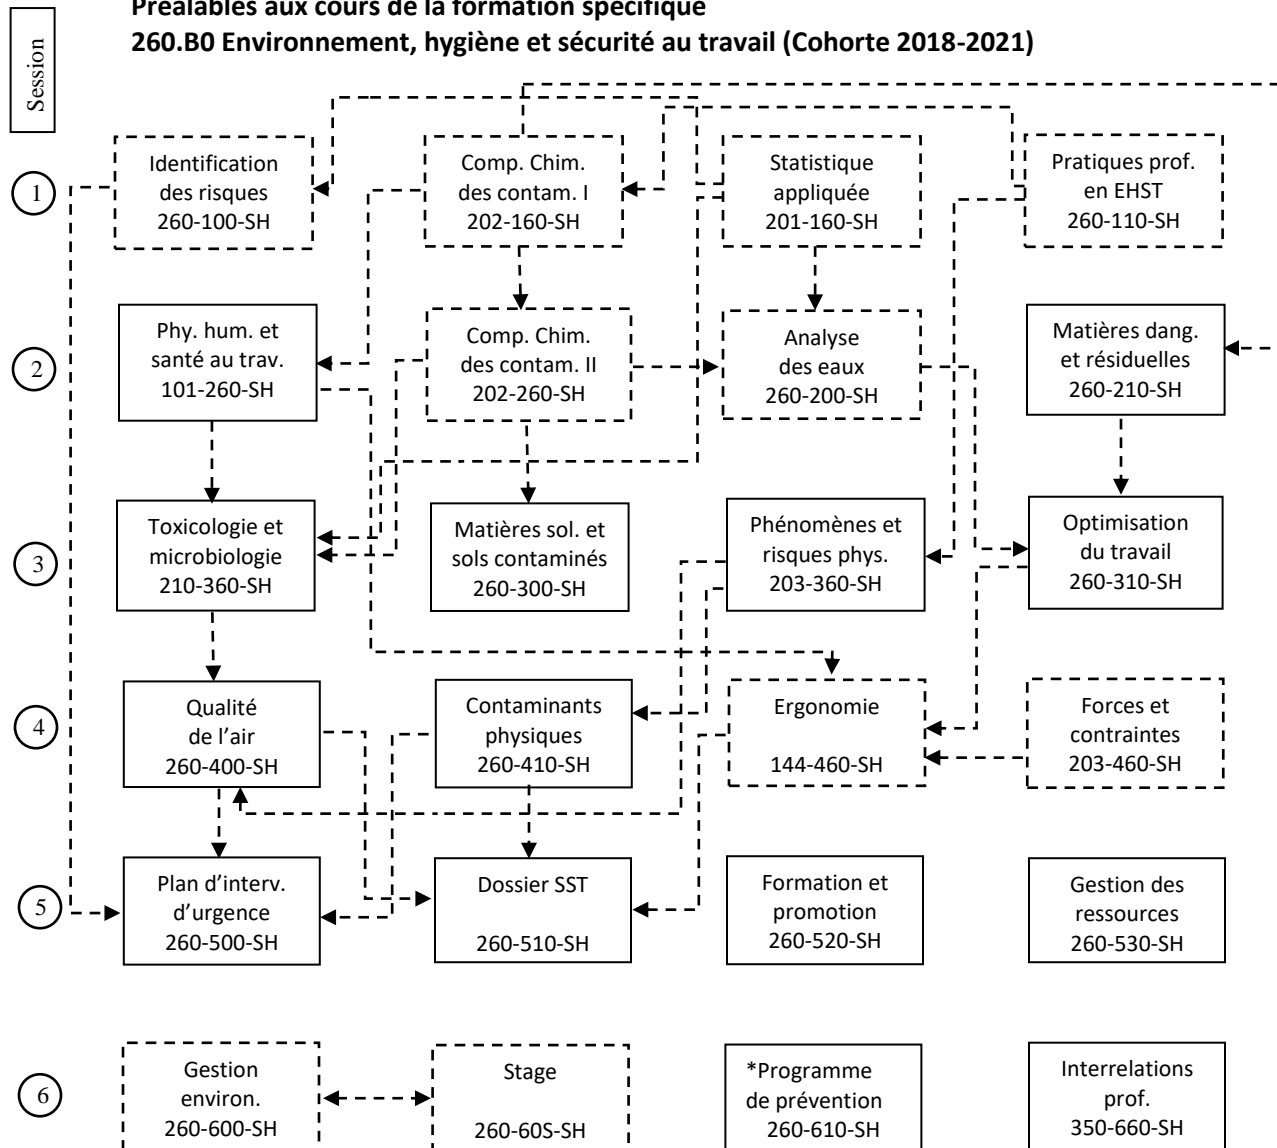 Préalables aux cours de la formation spécifique
260.B0 Environnement, hygiène et sécurité au travail (Cohorte 2018-2021)
Session
1
Identification
des risques
260-100-SH
Comp. Chim.
des contam. I
202-160-SH
Statistique
appliquée
201-160-SH
Pratiques prof.
en EHST
260-110-SH
2
Phy. hum. et
santé au trav.
101-260-SH
Comp. Chim.
des contam. II
202-260-SH
Analyse
des eaux
260-200-SH
Matières dang.
et résiduelles
260-210-SH
3
Toxicologie et
microbiologie
210-360-SH
Matières sol. et
sols contaminés
260-300-SH
Phénomènes et
risques phys.
203-360-SH
Optimisation
du travail
260-310-SH
4
Qualité
de l’air
260-400-SH
Contaminants
physiques
260-410-SH
Ergonomie
144-460-SH
Forces et
contraintes
203-460-SH
5
Plan d’interv.
d’urgence
260-500-SH
Dossier SST
260-510-SH
Formation et
promotion
260-520-SH
Gestion des
ressources
260-530-SH
6
Gestion
environ.
260-600-SH
Stage
260-60S-SH
*Programme
de prévention
260-610-SH
Interrelations
prof.
350-660-SH